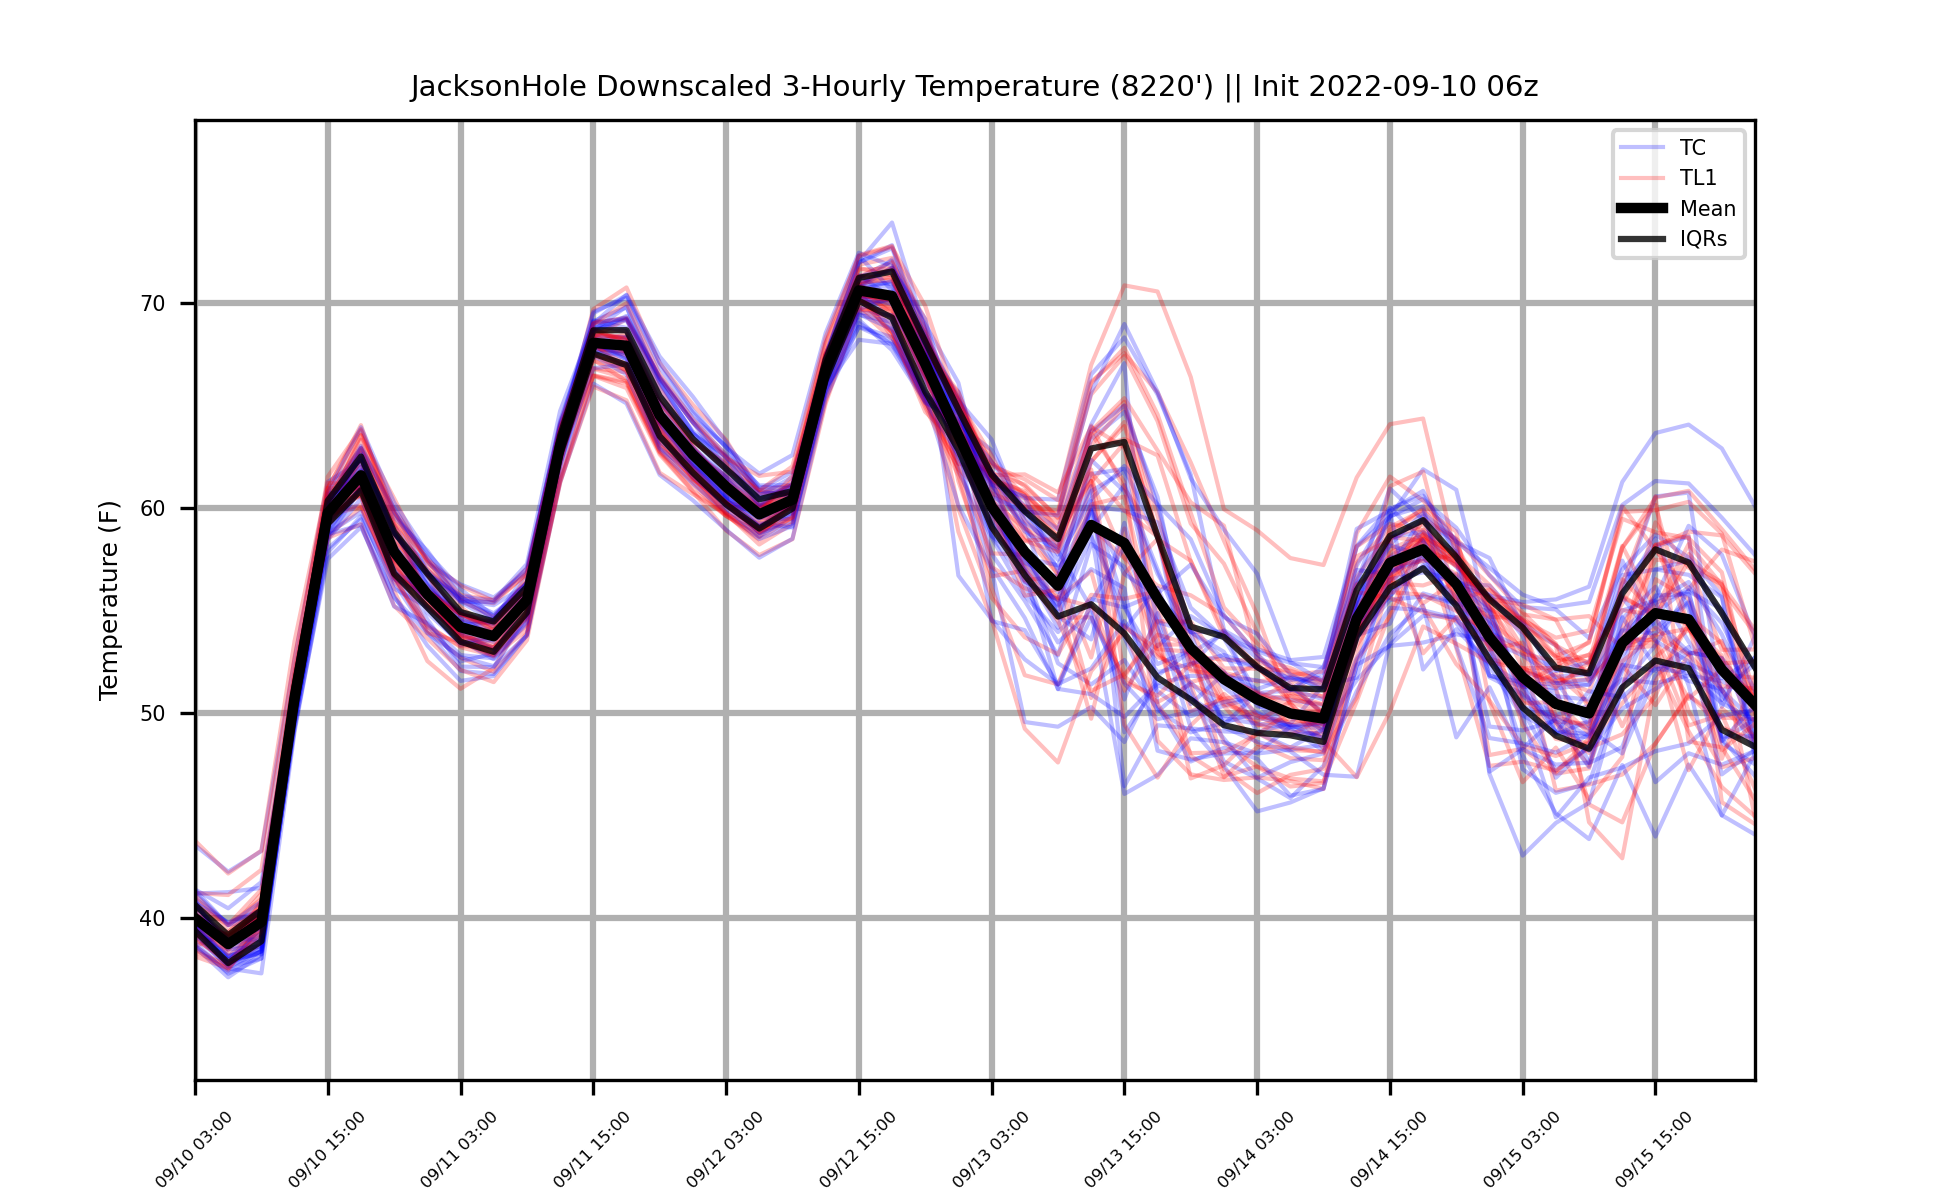 JacksonHole Downscaled 3-Hourly Temperature (8220') || Init 2022-09-10 06z
TC
TL1
Mean
IQRs
Temperature (F)
70
60
50
40
09/10 03:00
09/10 15:00
09/11 03:00
09/11 15:00
09/12 03:00
09/12 15:00
09/13 03:00
09/13 15:00
09/14 03:00
09/14 15:00
09/15 03:00
09/15 15:00